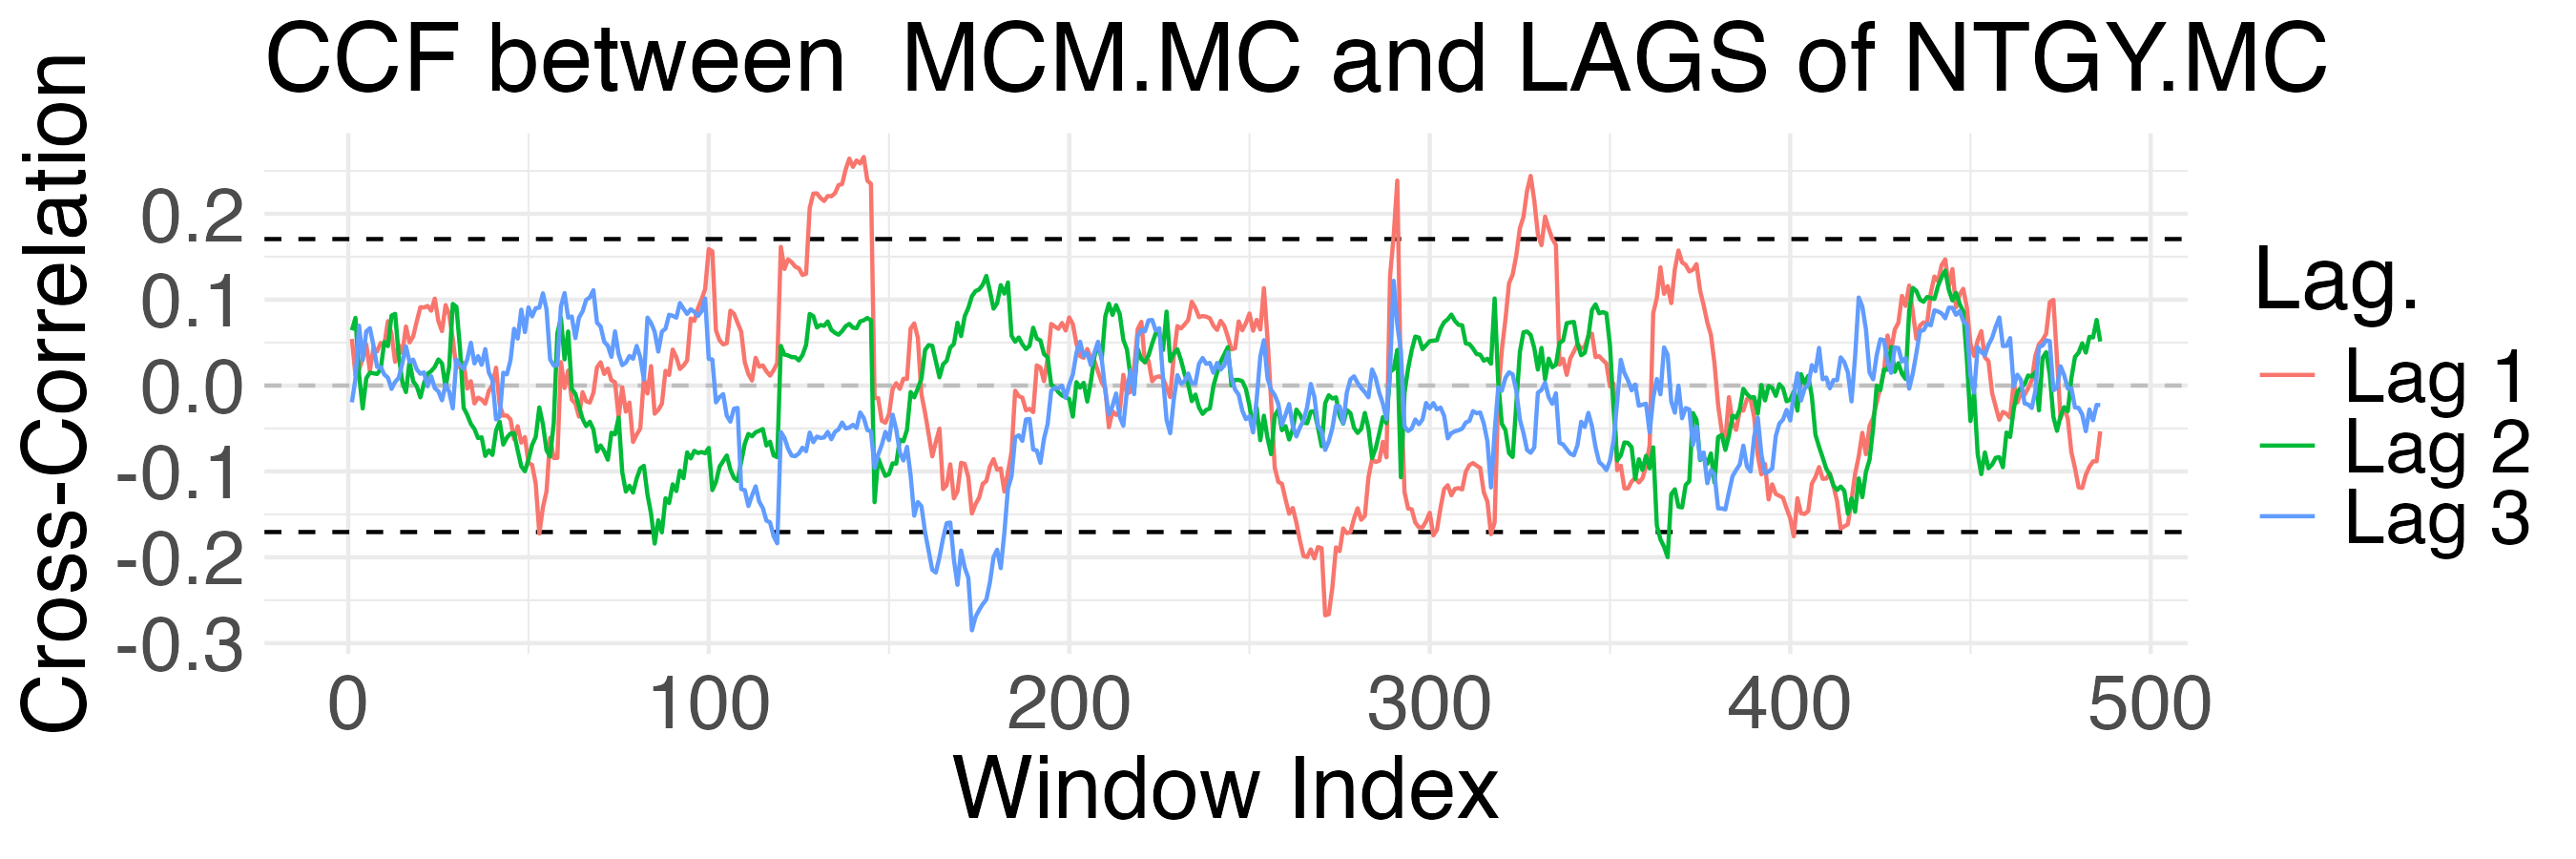 CCF between  MCM.MC and LAGS of NTGY.MC
Cross-Correlation
0.2
0.1
0.0
-0.1
-0.2
-0.3
0 100 200 300 400 500
Window Index
Lag.
Lag 1
Lag 2
Lag 3